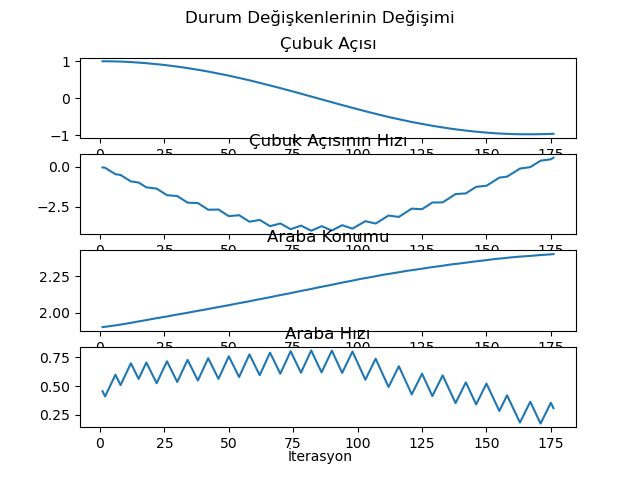 Durum Değişkenlerinin Değişimi
Çubuk Açısı
1
0
−1
0 25 50 75 100 125 150 175
Çubuk Açısının Hızı
0.0
−2.5
0 25 50 75 100 125 150 175
Araba Konumu
2.25
2.00
0 25 50 75 100 125 150 175
Araba Hızı
0.75
0.50
0.25
0 25 50 75 100 125 150 175
İterasyon